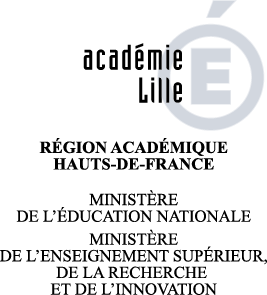 académie
Lille
É
RÉGION ACADÉMIQUE
HAUTS-DE-FRANCE
MINISTÈRE
DE L'ÉDUCATION NATIONALE
MINISTÈRE
DE L'ENSEIGNEMENT SUPÉRIEUR,
DE LA RECHERCHE
ET DE L'INNOVATION